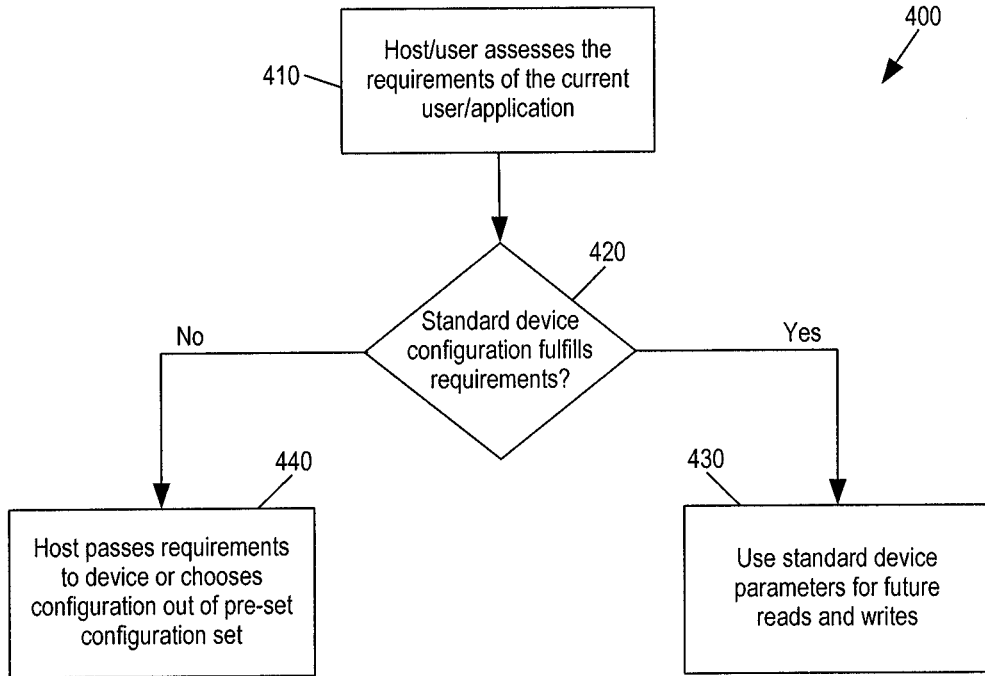 400
410
Host/user assesses the
requirements of the current
user/application
420
Standard device
configuration fulfills
requirements?
No
Yes
440
Host passes requirements
to device or chooses
configuration out of pre-set
configuration set
430
Use standard device
parameters for future
reads and writes